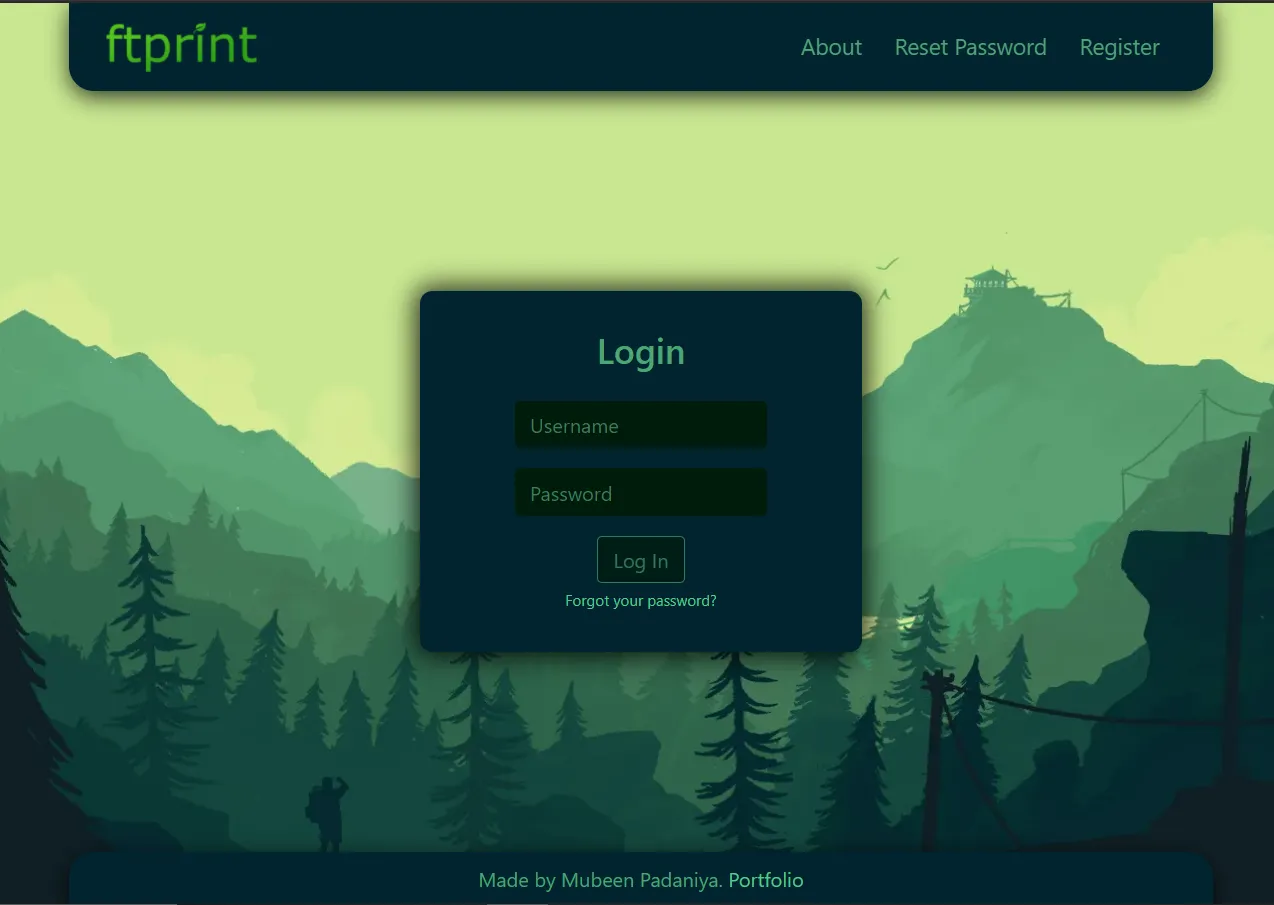 ftprint
About Reset Password Register
Login
Username
Password
Log In
Forgot your password?
Made by Mubeen Padaniya. Portfolio